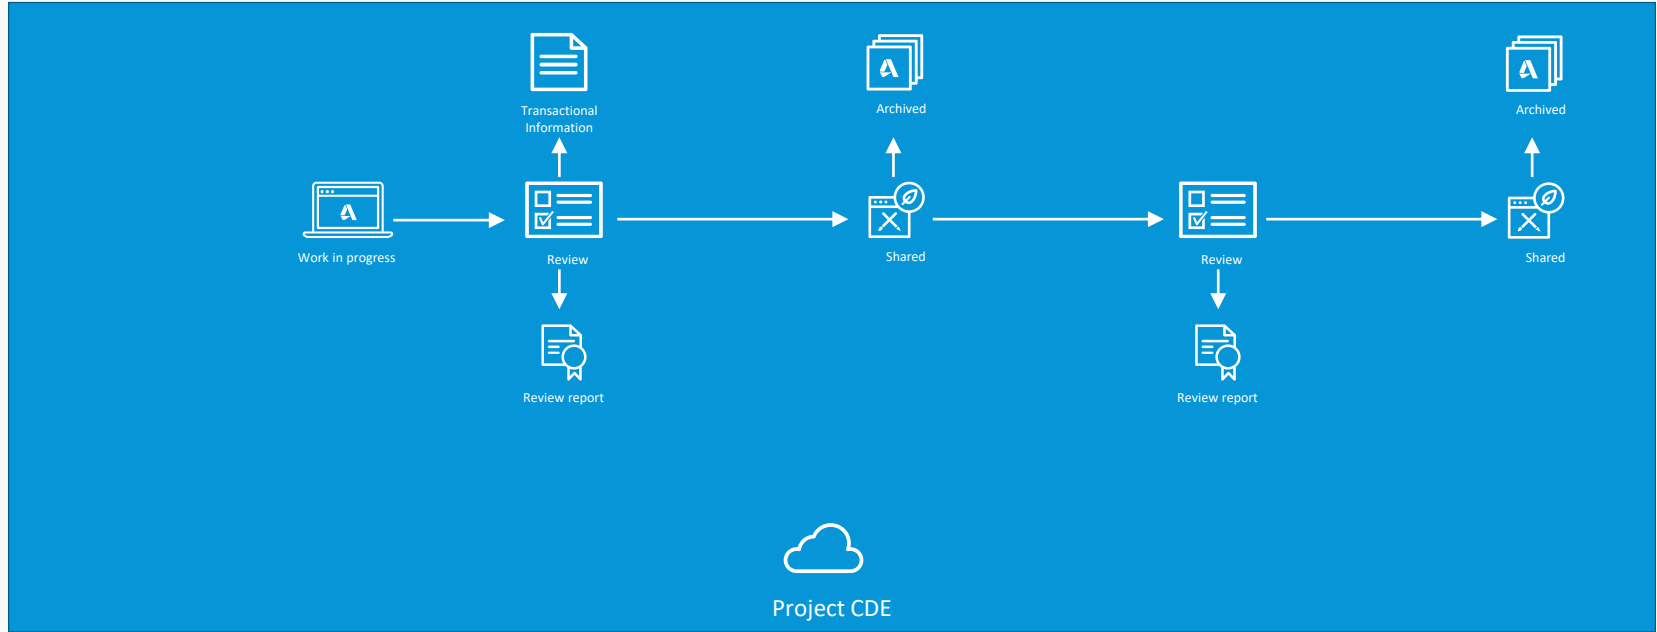 Transactional
Information
Archived
Archived
Work in progress
Review
Shared
Review
Shared
Review report
Review report
Project CDE